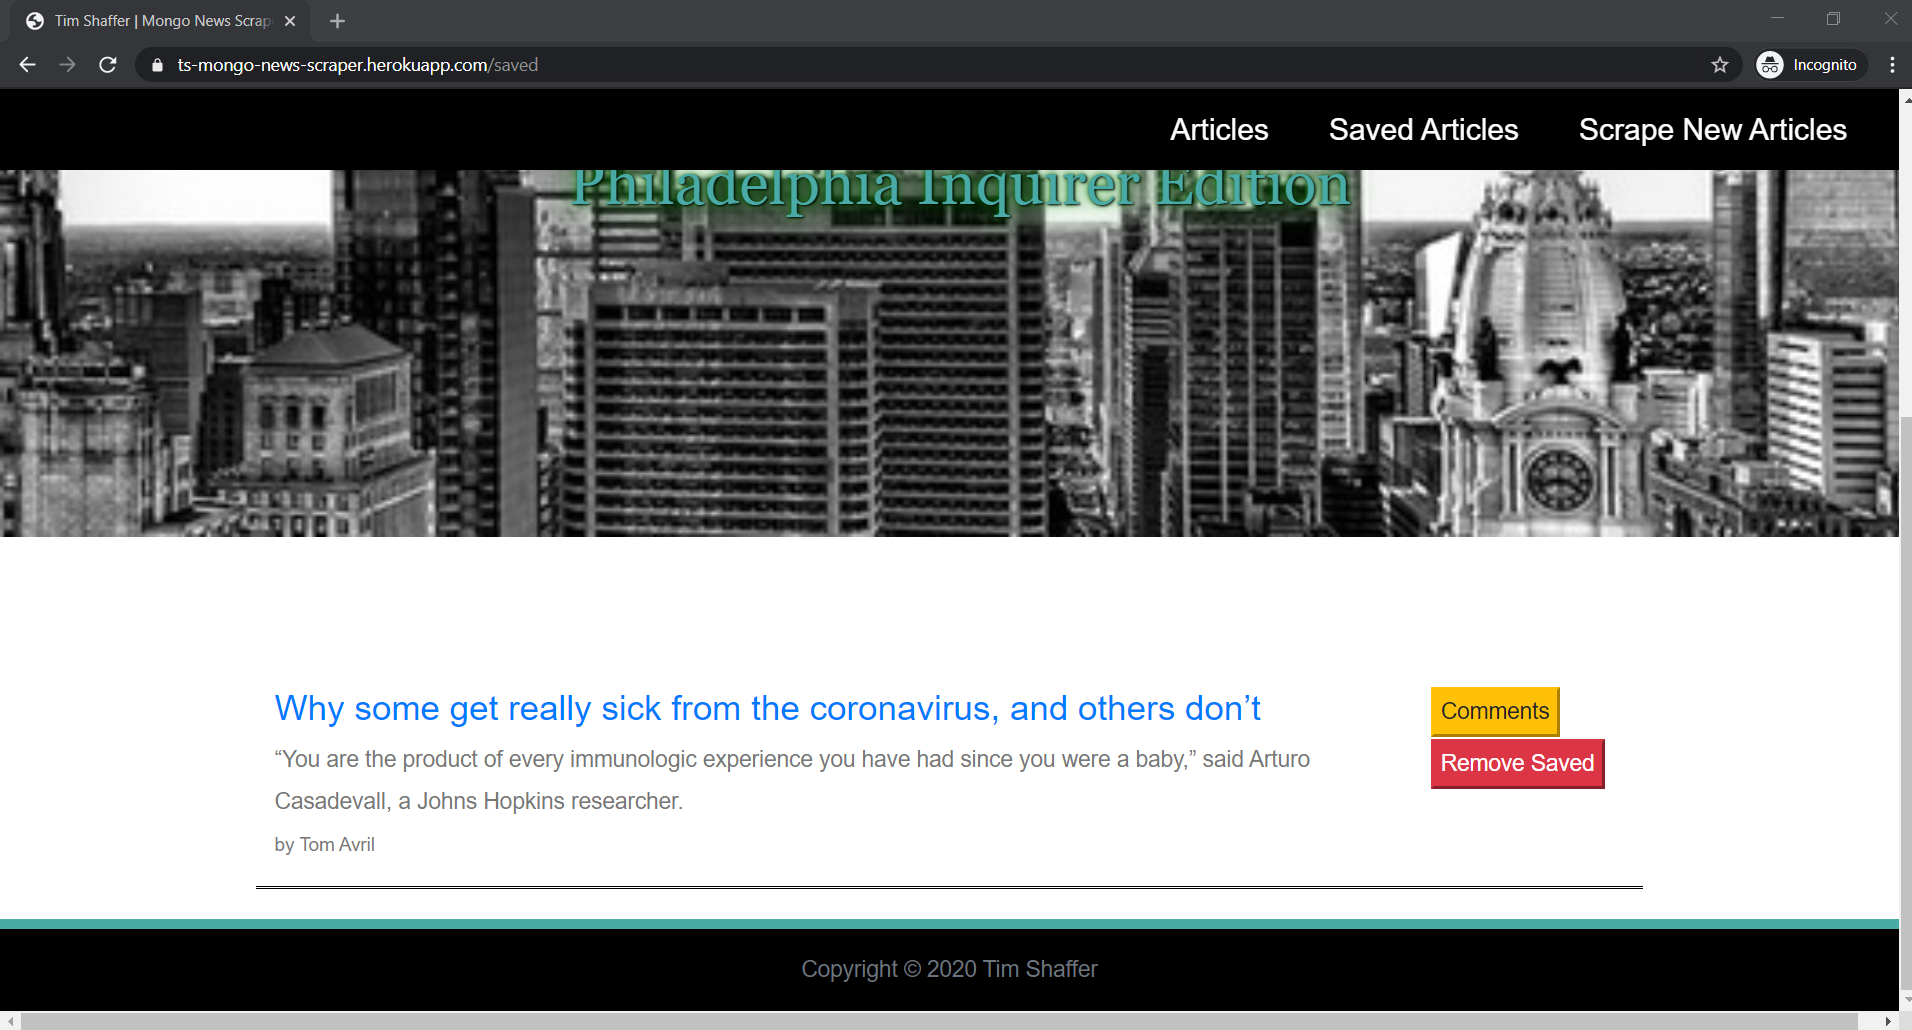 Tim Shaffer | Mongo News Scrap
ts-mongo-news-scraper.herokuapp.com/saved
Incognito
Articles Saved Articles Scrape New Articles
Philadelphia Inquirer Edition
Why some get really sick from the coronavirus, and others don’t
Comments
“You are the product of every immunologic experience you have had since you were a baby,” said Arturo
Casadevall, a Johns Hopkins researcher.
Remove Saved
by Tom Avril
Copyright © 2020 Tim Shaffer